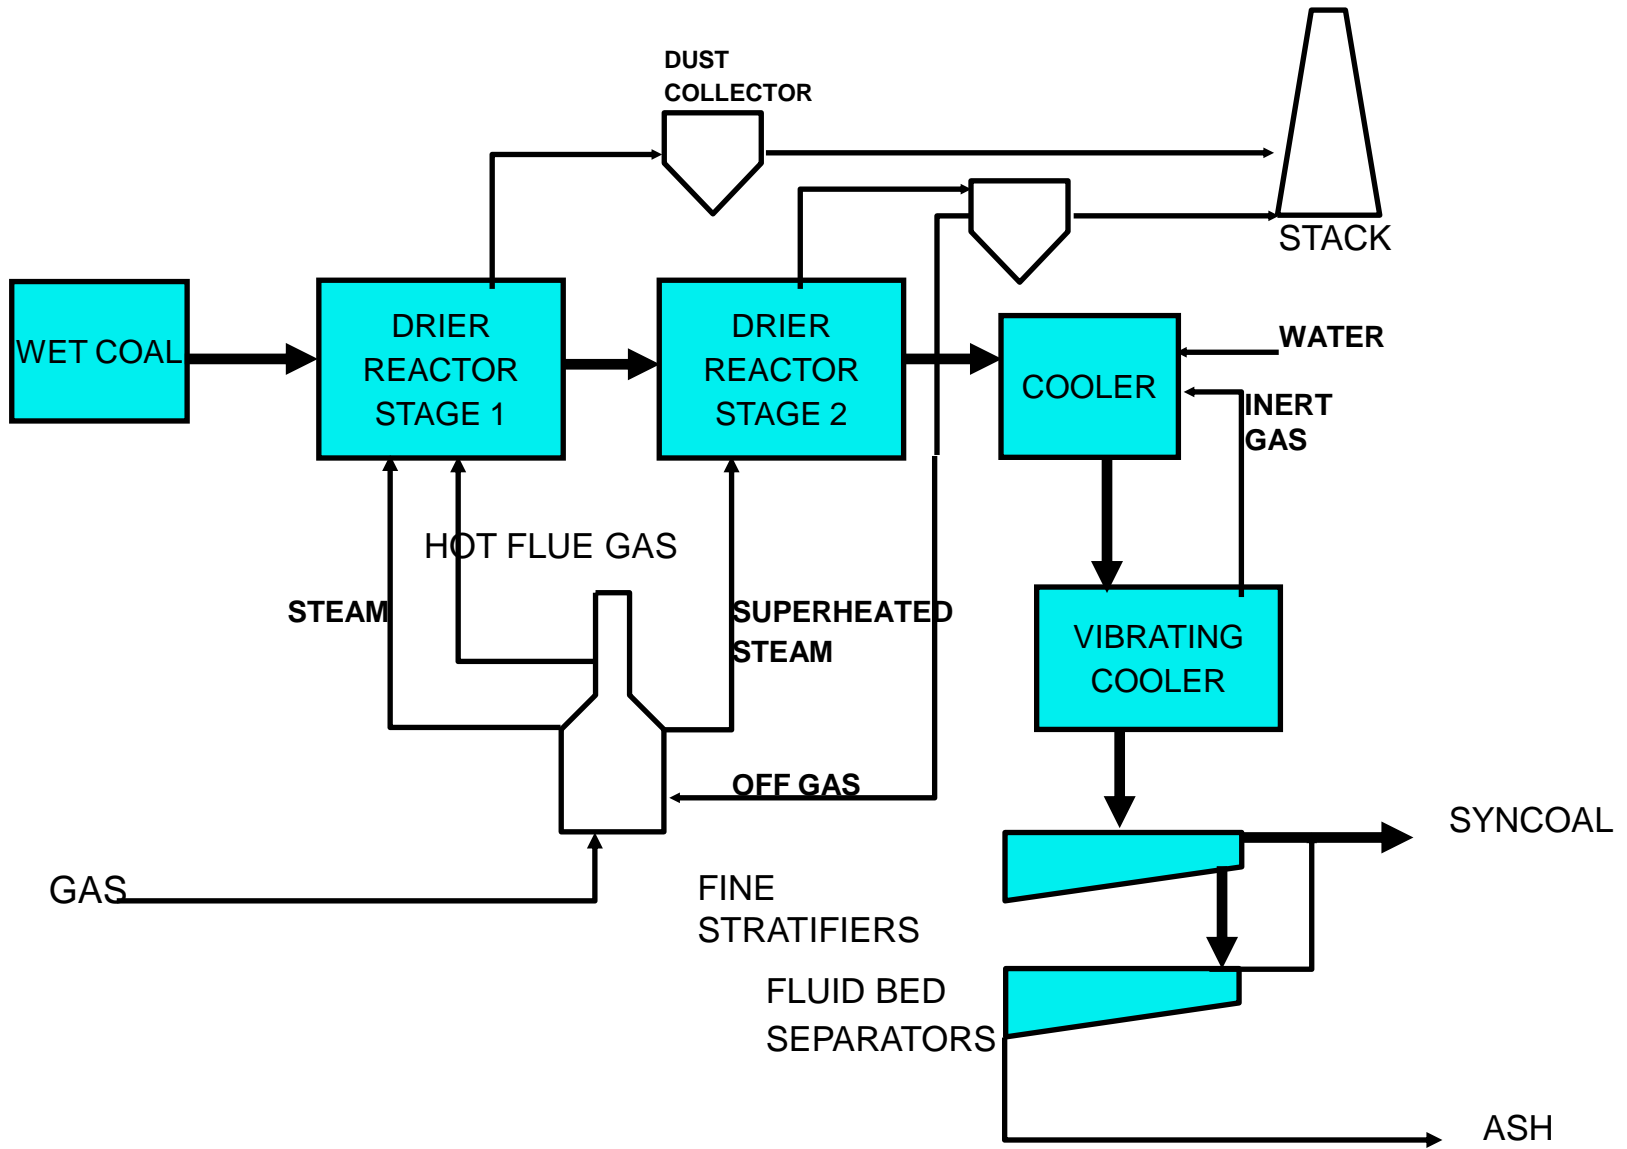 DUST
COLLECTOR
STACK
WET COAL
DRIER
REACTOR
STAGE 1
DRIER
REACTOR
STAGE 2
COOLER
WATER
INERT
GAS
HOT FLUE GAS
STEAM
SUPERHEATED
STEAM
VIBRATING
COOLER
OFF GAS
SYNCOAL
GAS
FINE
STRATIFIERS
FLUID BED
SEPARATORS
ASH